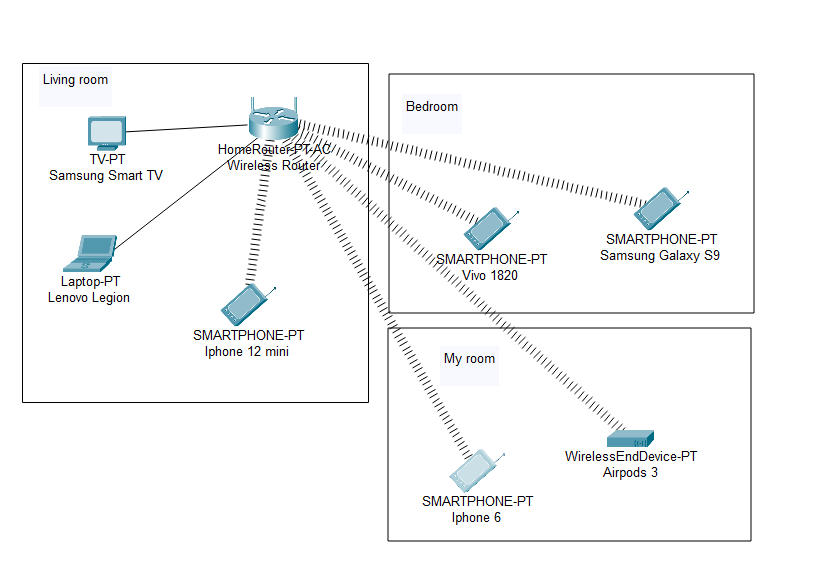 Living room
HomeRouter-PT-AC
Wireless Router
TV-PT
Samsung Smart TV
Laptop-PT
Lenovo Legion
SMARTPHONE-PT
Iphone 12 mini
Bedroom
SMARTPHONE-PT
Vivo 1820
SMARTPHONE-PT
Samsung Galaxy S9
My room
SMARTPHONE-PT
Iphone 6
WirelessEndDevice-PT
Airpods 3